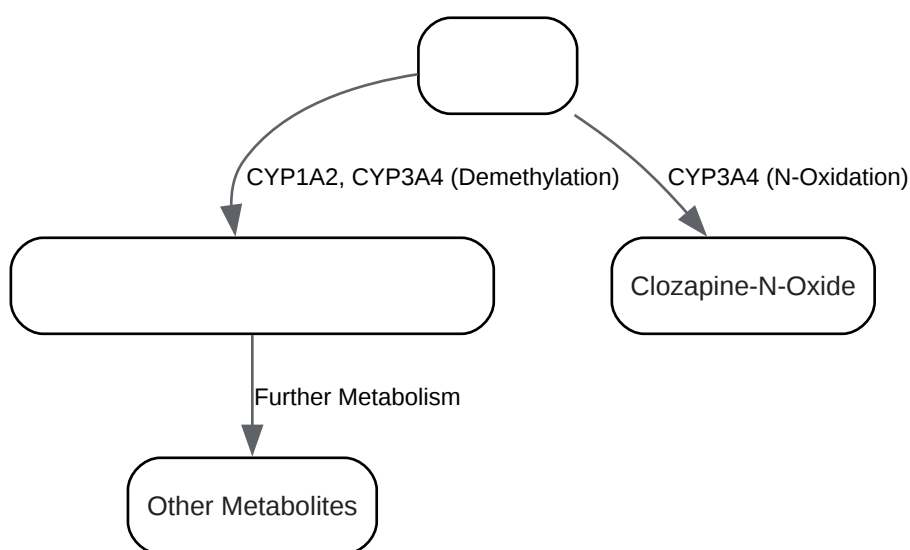 CYP1A2, CYP3A4 (Demethylation)
CYP3A4 (N-Oxidation)
Clozapine-N-Oxide
Further Metabolism
Other Metabolites